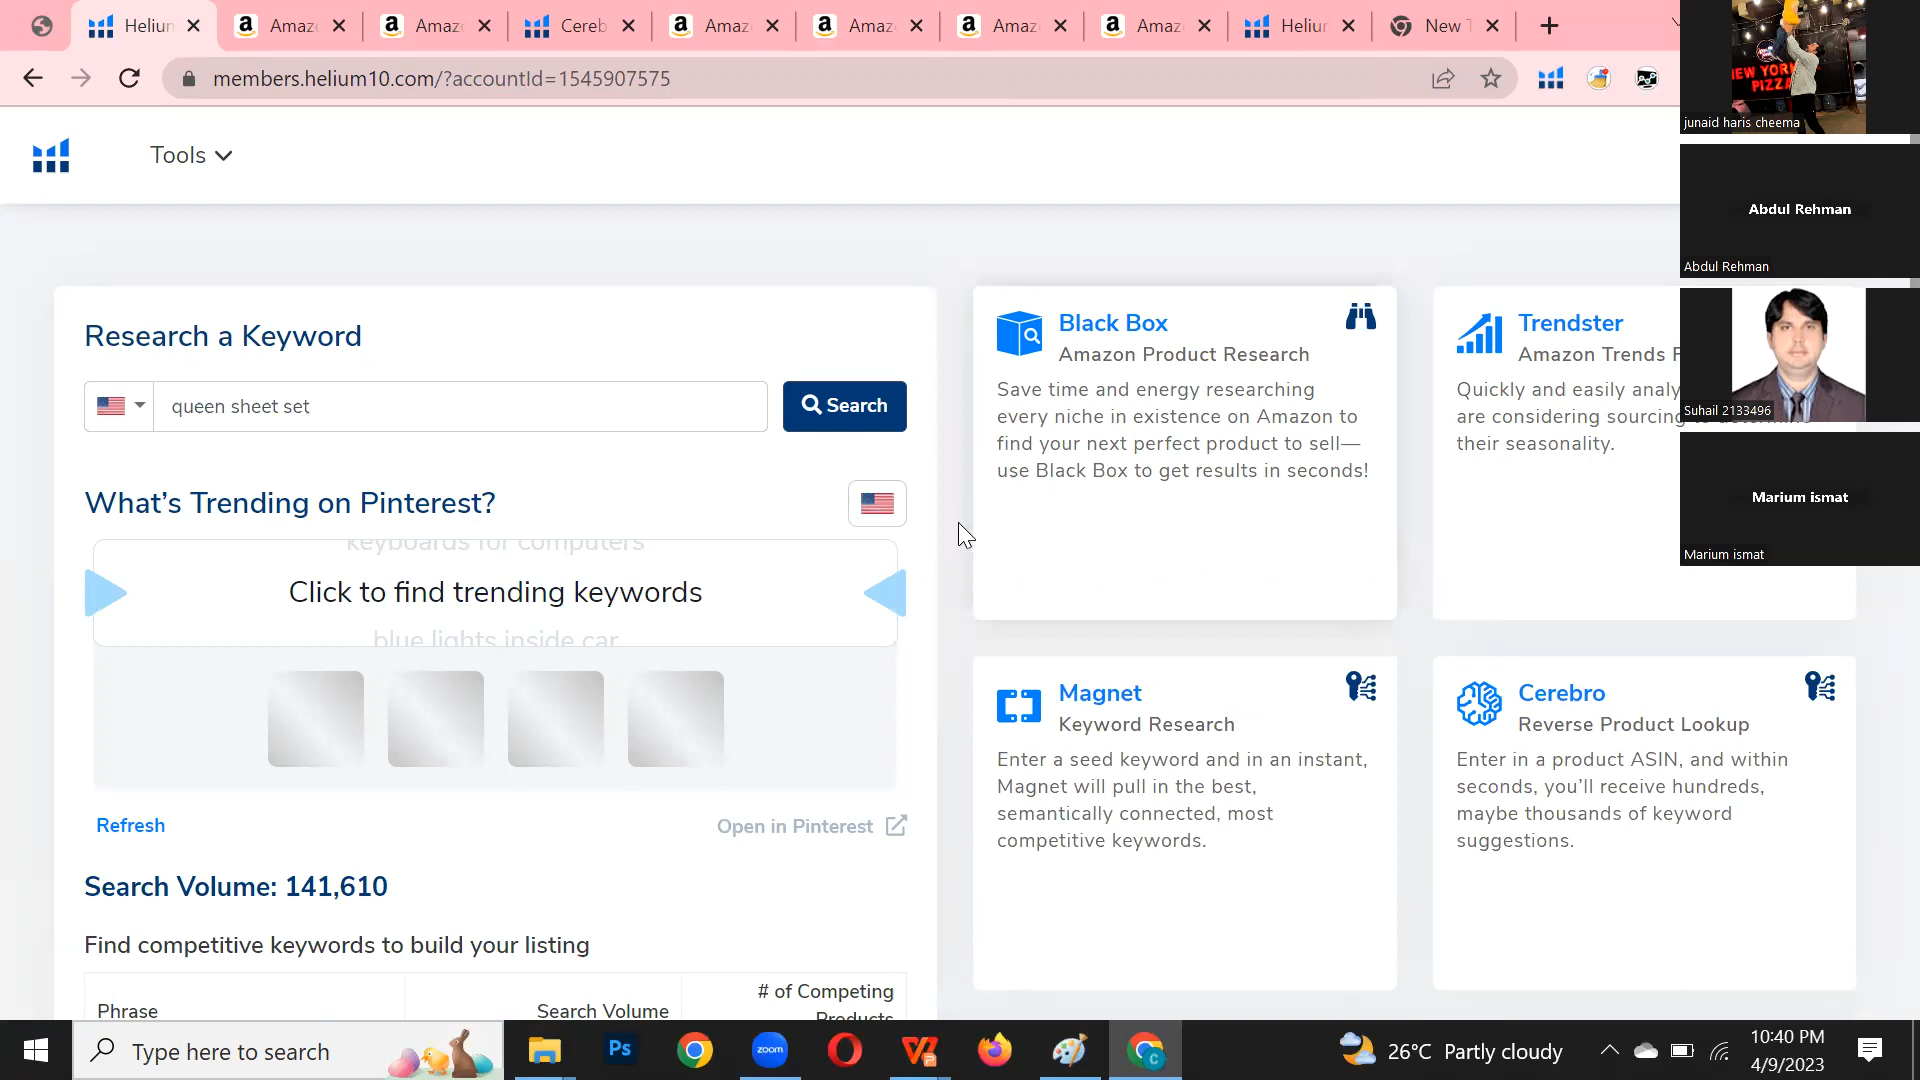 Helium
Amaz
Amaz
Cereb
Amaz
Amaz
Amaz
Amaz
Helium
New T
members.helium10.com/?accountId=1545907575
Tools
Research a Keyword
queen sheet set
Search
What's Trending on Pinterest?
keyboards for computers
Click to find trending keywords
blue lights inside car
Refresh
Open in Pinterest
Search Volume: 141,610
Find competitive keywords to build your listing
Phrase
Search Volume
# of Competing
Products
Black Box
Amazon Product Research
Save time and energy researching
every niche in existence on Amazon to
find your next perfect product to sell—
use Black Box to get results in seconds!
Trendster
Amazon Trends F
Quickly and easily analy
are considering sourcing
their seasonality.
Magnet
Keyword Research
Enter a seed keyword and in an instant,
Magnet will pull in the best,
semantically connected, most
competitive keywords.
Cerebro
Reverse Product Lookup
Enter in a product ASIN, and within
seconds, you'll receive hundreds,
maybe thousands of keyword
suggestions.
NEW YORK
PIZZA
junaid haris cheema
Abdul Rehman
Abdul Rehman
Suhail 2133496
Marium ismat
Marium ismat
Type here to search
Ps
zoom
C
26°C Partly cloudy
10:40 PM
4/9/2023